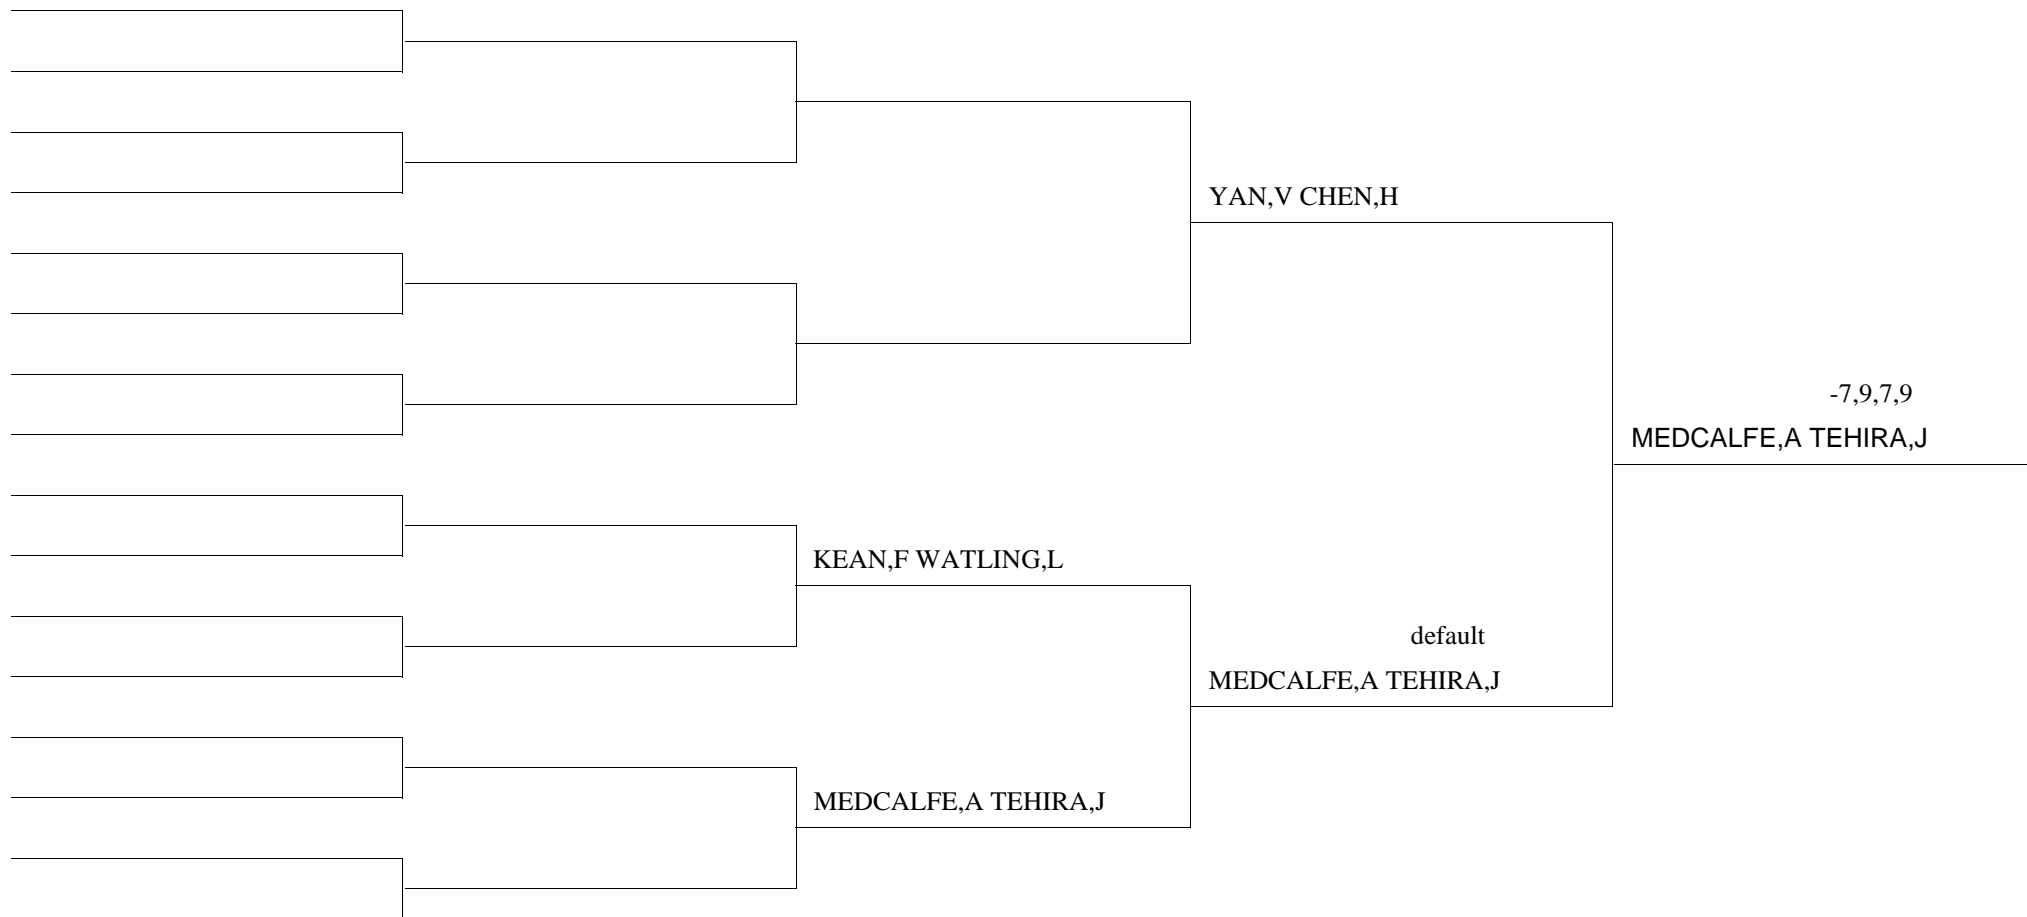 YAN,V CHEN,H
-7,9,7,9
MEDCALFE,A TEHIRA,J
KEAN,F WATLING,L
default
MEDCALFE,A TEHIRA,J
MEDCALFE,A TEHIRA,J